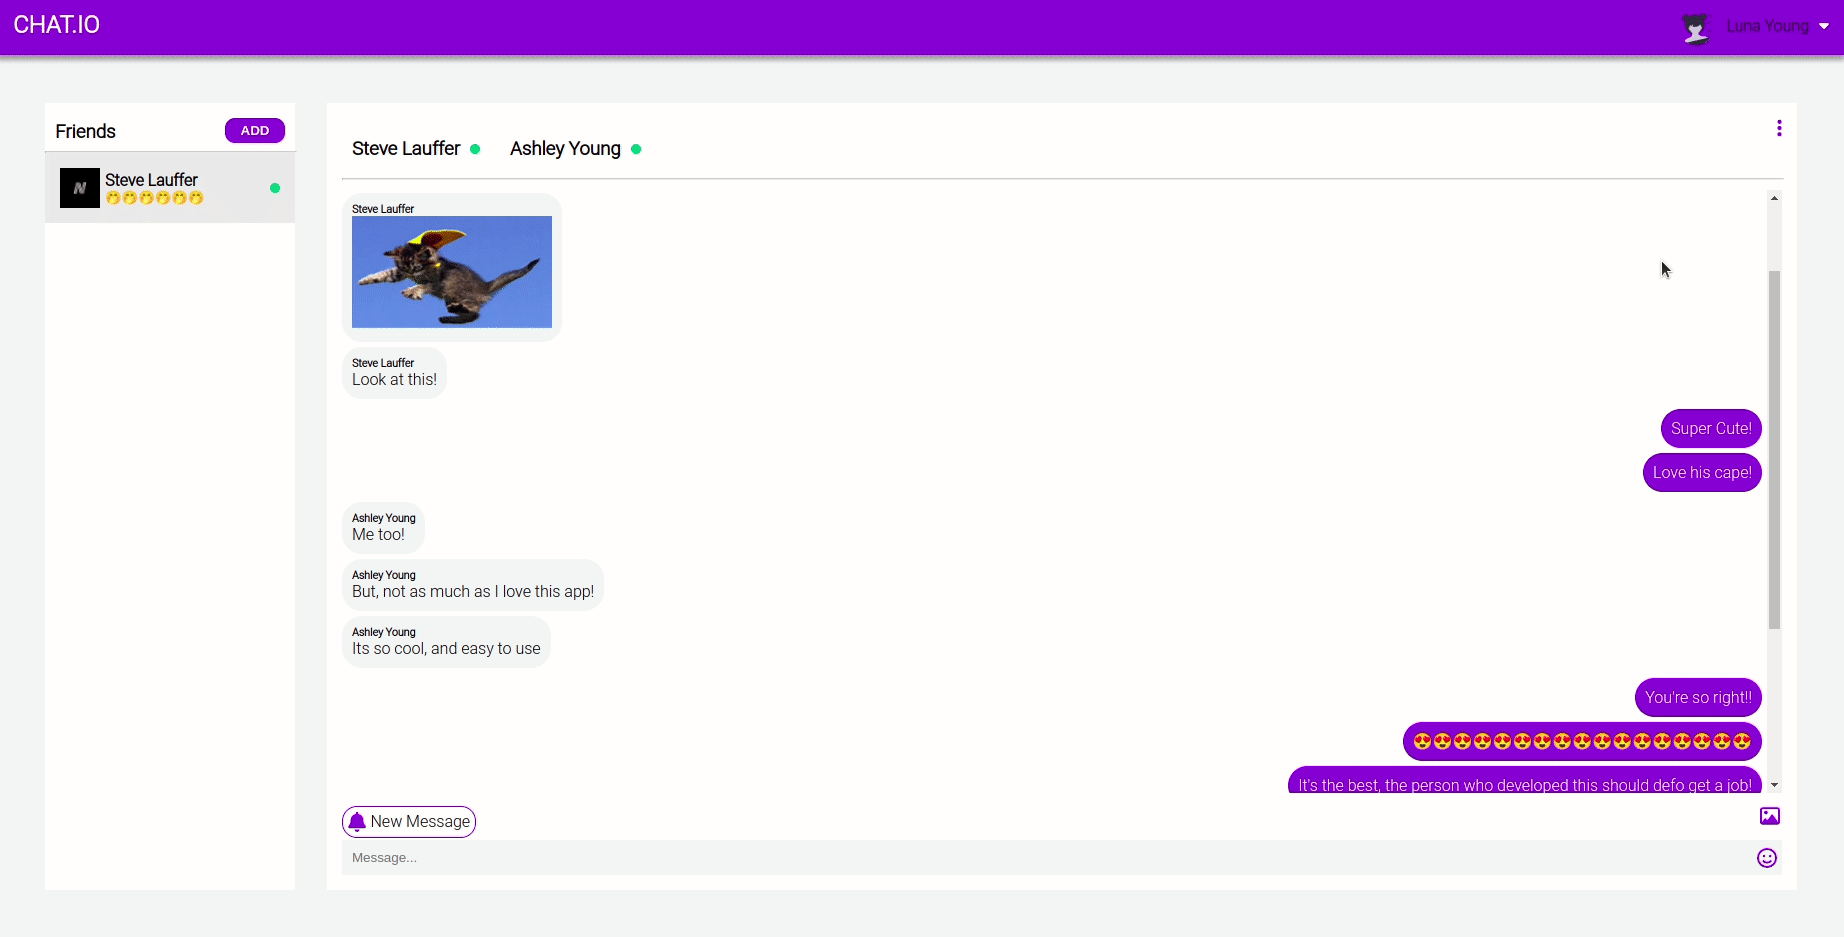 CHAT.IO
Luna Young
Friends
ADD
Steve Lauffer
🤭🤭🤭🤭🤭🤭
Steve Lauffer
Ashley Young
Steve Lauffer
Steve Lauffer
Look at this!
Super Cute!
Love his cape!
Ashley Young
Me too!
Ashley Young
But, not as much as I love this app!
Ashley Young
Its so cool, and easy to use
You're so right!!
😍😍😍😍😍😍😍😍😍😍😍😍😍😍😍😍😍
It's the best, the person who developed this should defo get a job!
New Message
Message...